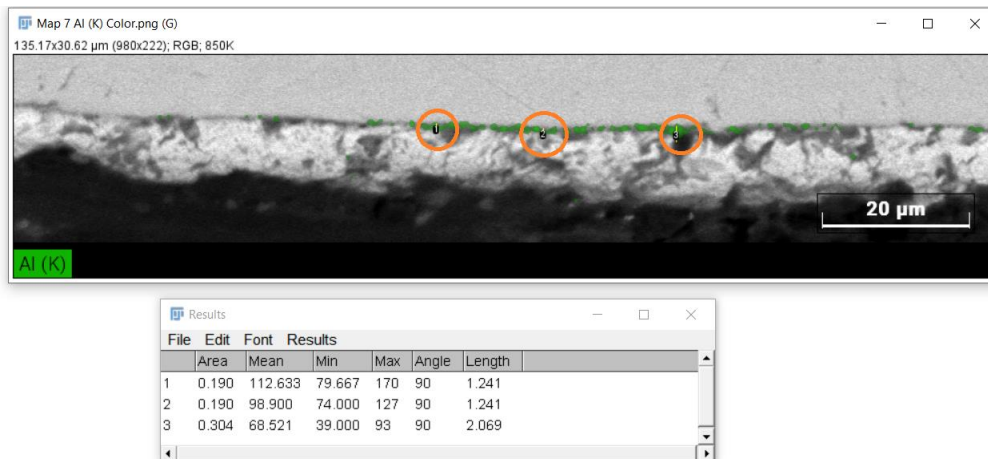 Map 7 Al (K) Color.png (G)
135.17x30.62 µm (980x222); RGB; 850K
1
2
3
20 µm
Al (K)
Results
File Edit Font Results
Area Mean Min Max Angle Length
1 0.190 112.633 79.667 170 90 1.241
2 0.190 98.900 74.000 127 90 1.241
3 0.304 68.521 39.000 93 90 2.069